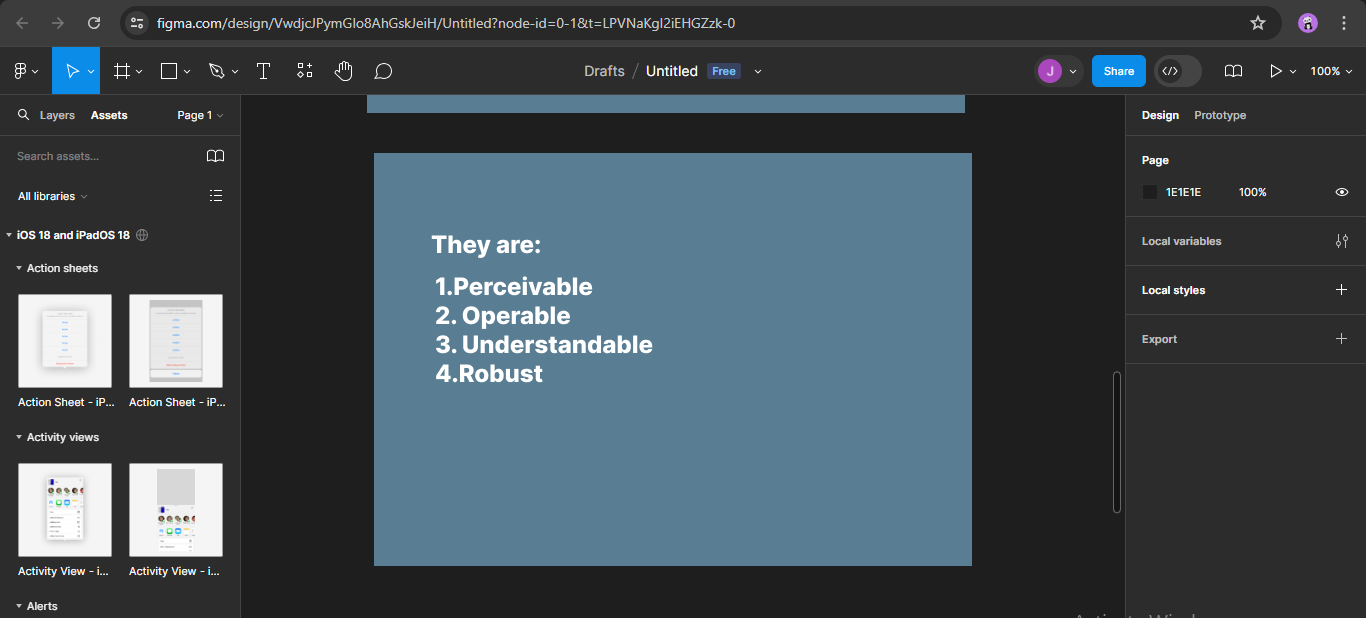 figma.com/design/VwdjcJPymGlo8AhGskJeiH/Untitled?node-id=0-1&t=LPVNaKgI2iEHGZzk-0
Drafts / Untitled Free
J
Share
100%
Layers Assets Page 1
Design Prototype
Search assets...
Page
All libraries
1E1E1E 100%
iOS 18 and iPadOS 18
Local variables
Action sheets
Local styles
Export
They are:
1.Perceivable
2. Operable
3. Understandable
4.Robust
Action Sheet - iP... Action Sheet - iP...
Activity views
Activity View - i... Activity View - i...
Alerts